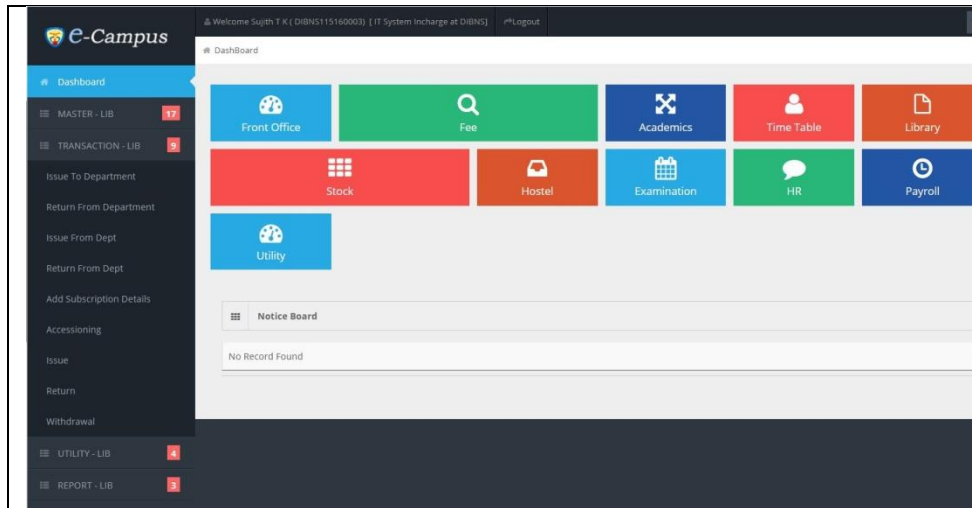 e-Campus
Welcome Sujith T K ( DIBNS115160003) [ IT System Incharge at DIBNS] Logout
DashBoard
Dashboard
MASTER - LIB 17
TRANSACTION - LIB 9
Issue To Department
Return From Department
Issue From Dept
Return From Dept
Add Subscription Details
Accessioning
Issue
Return
Withdrawal
UTILITY - LIB 4
REPORT - LIB 3
Front Office Fee Academics Time Table Library
Stock Hostel Examination HR Payroll
Utility
Notice Board
No Record Found